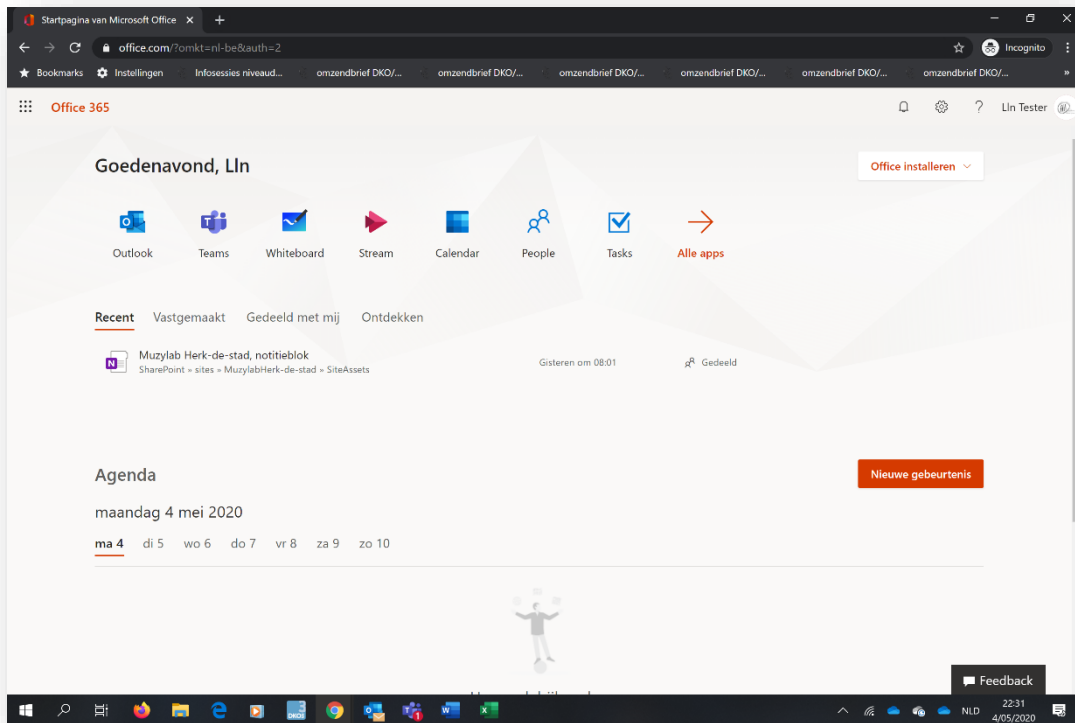 Startpagina van Microsoft Office
office.com/?omkt=nl-be&auth=2
Incognito
Bookmarks Instellingen Infosessies niveaud... omzendbrief DKO/... omzendbrief DKO/... omzendbrief DKO/... omzendbrief DKO/... omzendbrief DKO/... omzendbrief DKO/... »
Office 365
? Lln Tester
Goedenavond, Lln
Office installeren
Outlook Teams Whiteboard Stream Calendar People Tasks Alle apps
Recent Vastgemaakt Gedeeld met mij Ontdekken
Muzylab Herk-de-stad, notitieblok
SharePoint » sites » MuzylabHerk-de-stad » SiteAssets
Gisteren om 08:01
Gedeeld
Agenda
Nieuwe gebeurtenis
maandag 4 mei 2020
ma 4 di 5 wo 6 do 7 vr 8 za 9 zo 10
Feedback
DKO3
1
NLD
22:31
4/05/2020